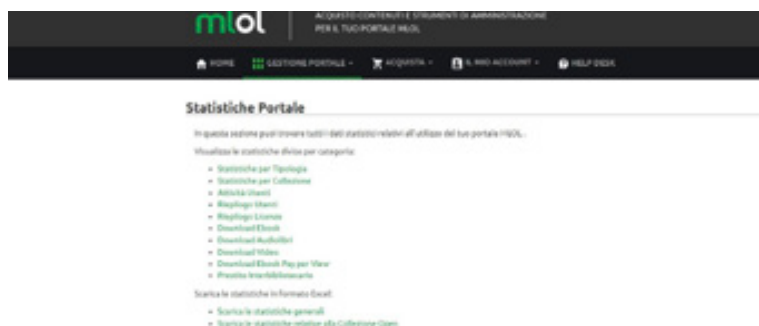 mlol
ACQUISTO CONTENUTI E STRUMENTI DI AMMINISTRAZIONE
PER IL TUO PORTALE MLOL
HOME GESTIONE PORTALE ACQUISTA IL MIO ACCOUNT HELP DESK
Statistiche Portale
In questa sezione puoi trovare tutti i dati statistici relativi all'utilizzo del tuo portale MLOL.
Visualizza le statistiche divise per categoria:
Statistiche per Tipologia
Statistiche per Collezione
Attività Utenti
Riepilogo Utenti
Riepilogo Licenze
Download Ebook
Download Audiolibri
Download Video
Download Ebook Pay per View
Prestito Interbibliotecario
Scarica le statistiche in formato Excel:
Scarica le statistiche generali
Scarica le statistiche relative alla Collezione Open